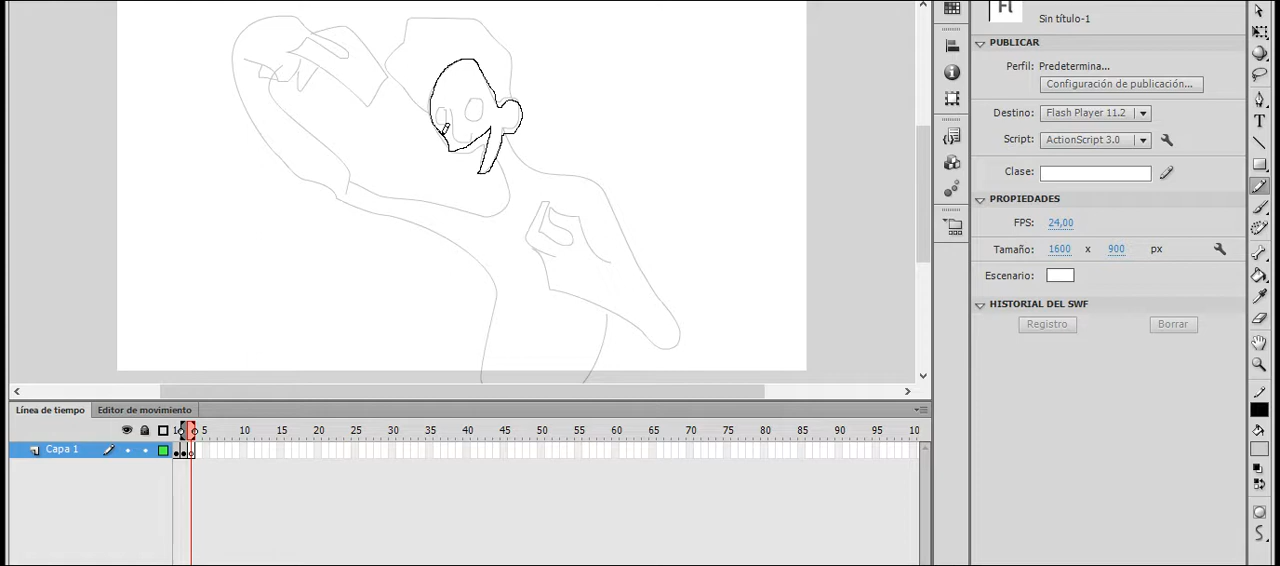 Fl
Sin título-1
PUBLICAR
Perfil: Predetermina...
Configuración de publicación...
Destino: Flash Player 11.2
Script: ActionScript 3.0
Clase:
PROPIEDADES
FPS: 24,00
Tamaño: 1600 x 900 px
Escenario:
HISTORIAL DEL SWF
Registro Borrar
Línea de tiempo Editor de movimiento
1 5 10 15 20 25 30 35 40 45 50 55 60 65 70 75 80 85 90 95 10
Capa 1